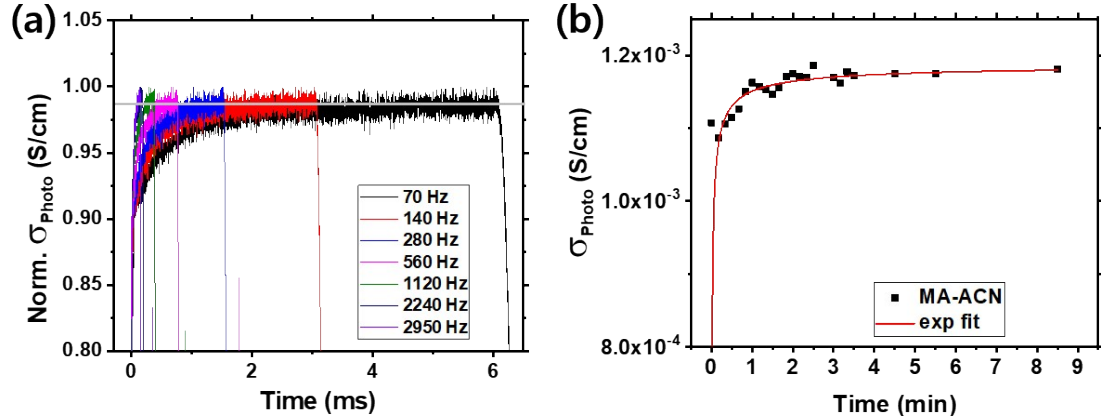 (a)
Norm. σPhoto (S/cm)
1.05
1.00
0.95
0.90
0.85
0.80
70 Hz
140 Hz
280 Hz
560 Hz
1120 Hz
2240 Hz
2950 Hz
0 2 4 6
Time (ms)
(b)
σPhoto (S/cm)
1.2x10⁻³
1.0x10⁻³
8.0x10⁻⁴
MA-ACN
exp fit
0 1 2 3 4 5 6 7 8 9
Time (min)